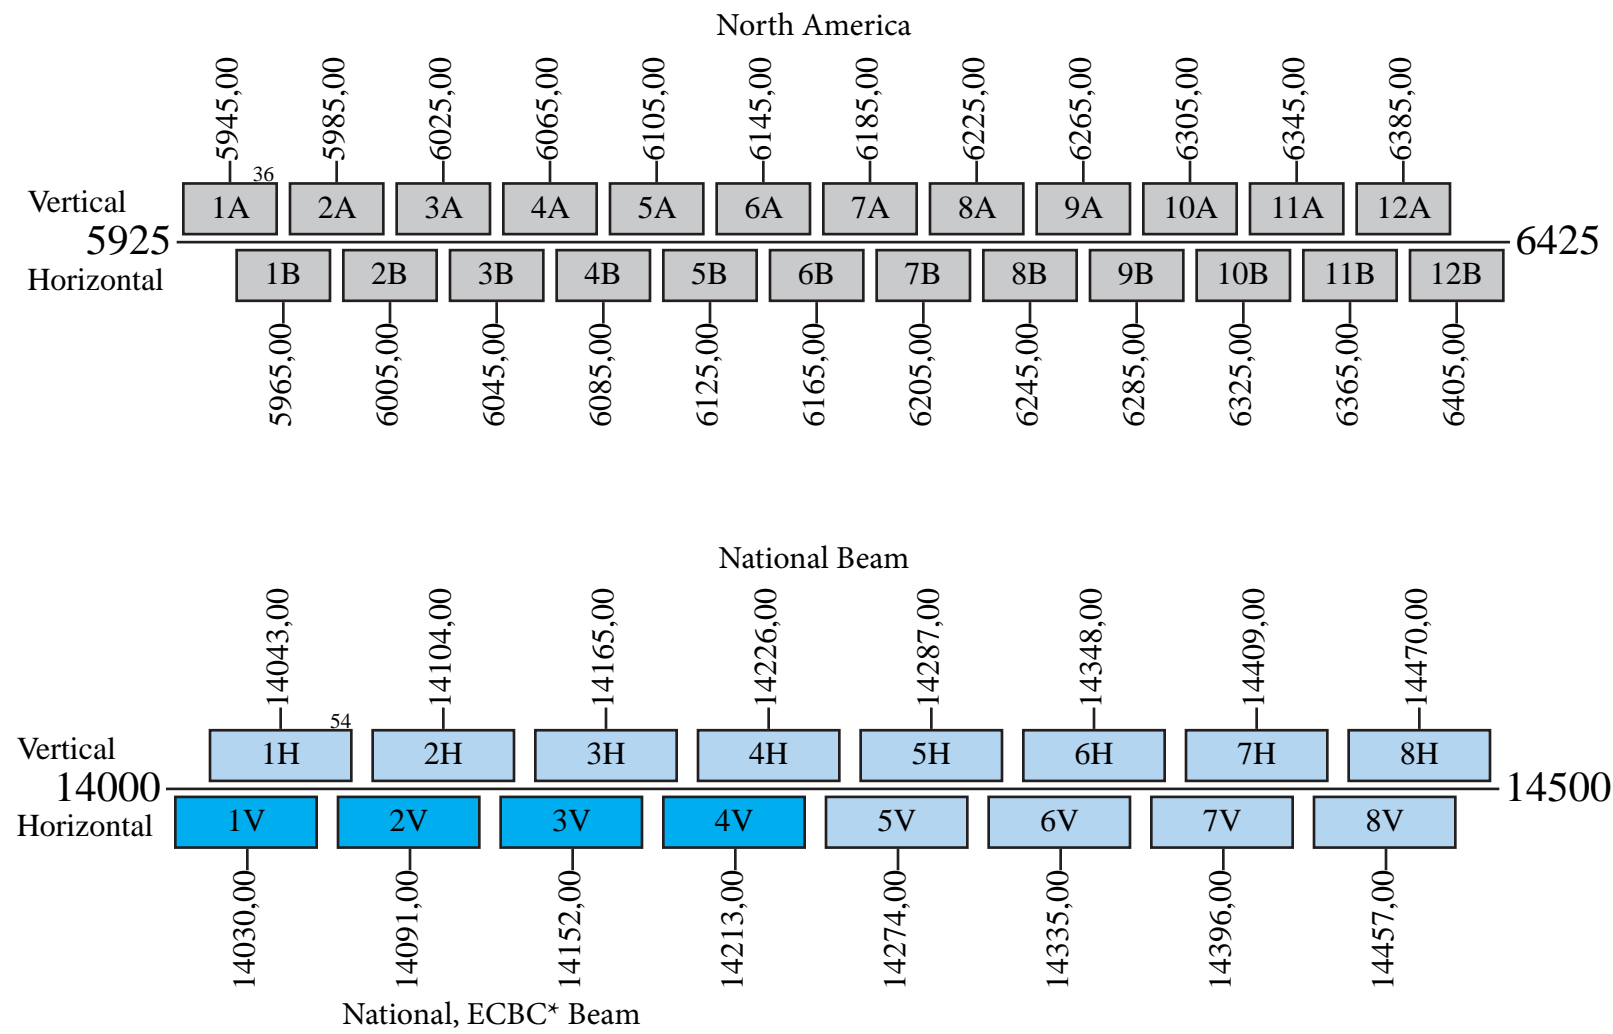 North America
5945,00 5985,00 6025,00 6065,00 6105,00 6145,00 6185,00 6225,00 6265,00 6305,00 6345,00 6385,00
36
Vertical 1A 2A 3A 4A 5A 6A 7A 8A 9A 10A 11A 12A
5925 6425
Horizontal 1B 2B 3B 4B 5B 6B 7B 8B 9B 10B 11B 12B
5965,00 6005,00 6045,00 6085,00 6125,00 6165,00 6205,00 6245,00 6285,00 6325,00 6365,00 6405,00
National Beam
14043,00 14104,00 14165,00 14226,00 14287,00 14348,00 14409,00 14470,00
54
Vertical 1H 2H 3H 4H 5H 6H 7H 8H
14000 14500
Horizontal 1V 2V 3V 4V 5V 6V 7V 8V
14030,00 14091,00 14152,00 14213,00 14274,00 14335,00 14396,00 14457,00
National, ECBC* Beam